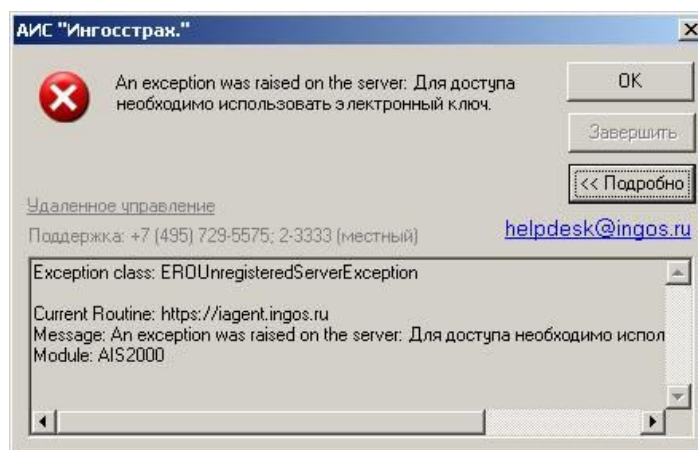 АИС "Ингосстрах."
An exception was raised on the server: Для доступа
необходимо использовать электронный ключ.
OK
Завершить
<< Подробно
Удаленное управление
Поддержка: +7 (495) 729-5575; 2-3333 (местный)
helpdesk@ingos.ru
Exception class: EROUnregisteredServerException
Current Routine: https://iagent.ingos.ru
Message: An exception was raised on the server: Для доступа необходимо испол
Module: AIS2000